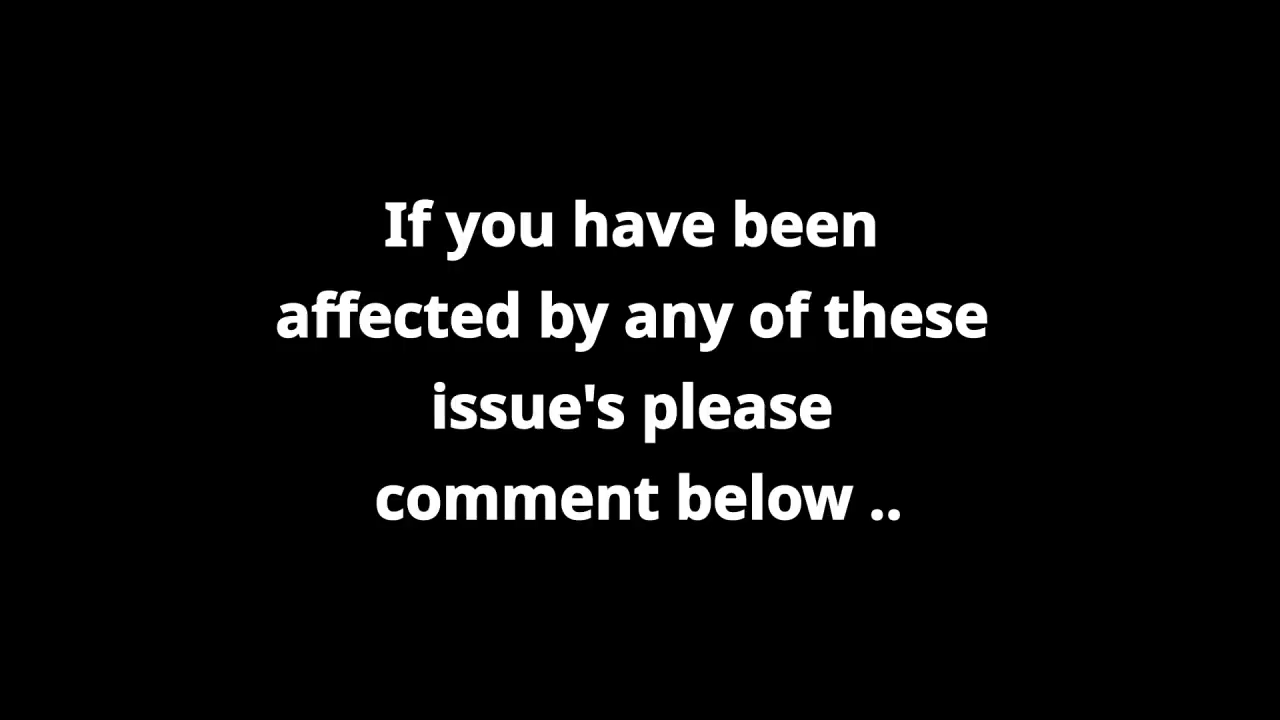 If you have been
affected by any of these
issue's please
comment below ..